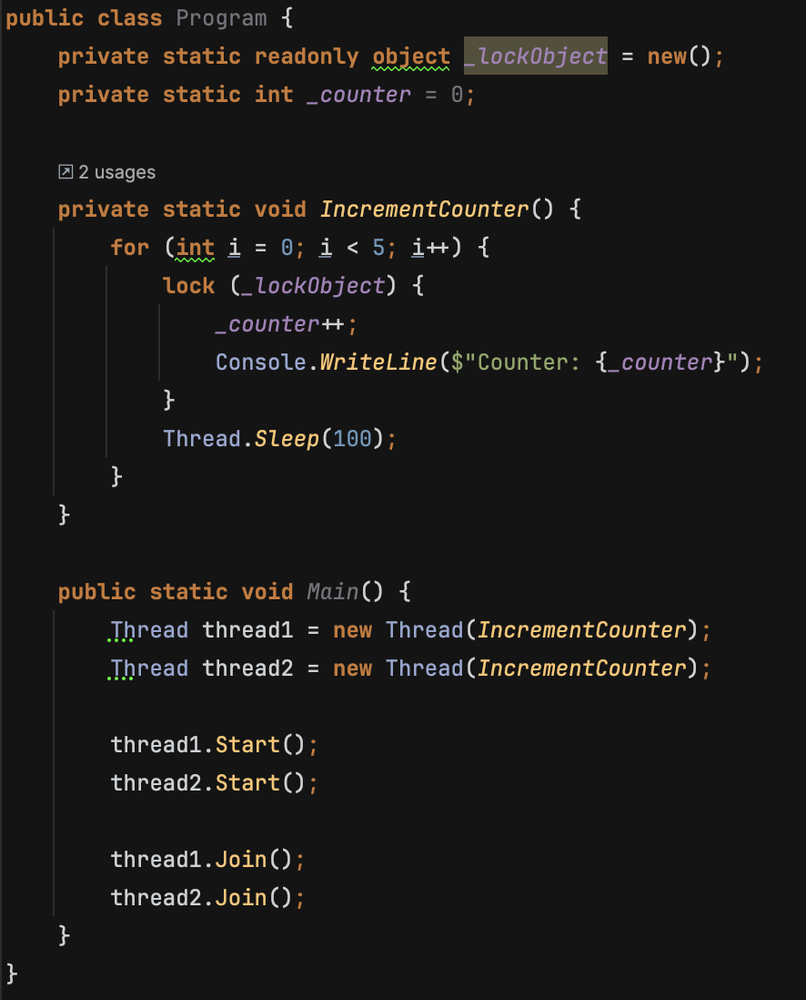 public class Program {
    private static readonly object _lockObject = new();
    private static int _counter = 0;

    2 usages
    private static void IncrementCounter() {
        for (int i = 0; i < 5; i++) {
            lock (_lockObject) {
                _counter++;
                Console.WriteLine($"Counter: {_counter}");
            }
            Thread.Sleep(100);
        }
    }

    public static void Main() {
        Thread thread1 = new Thread(IncrementCounter);
        Thread thread2 = new Thread(IncrementCounter);

        thread1.Start();
        thread2.Start();

        thread1.Join();
        thread2.Join();
    }
}